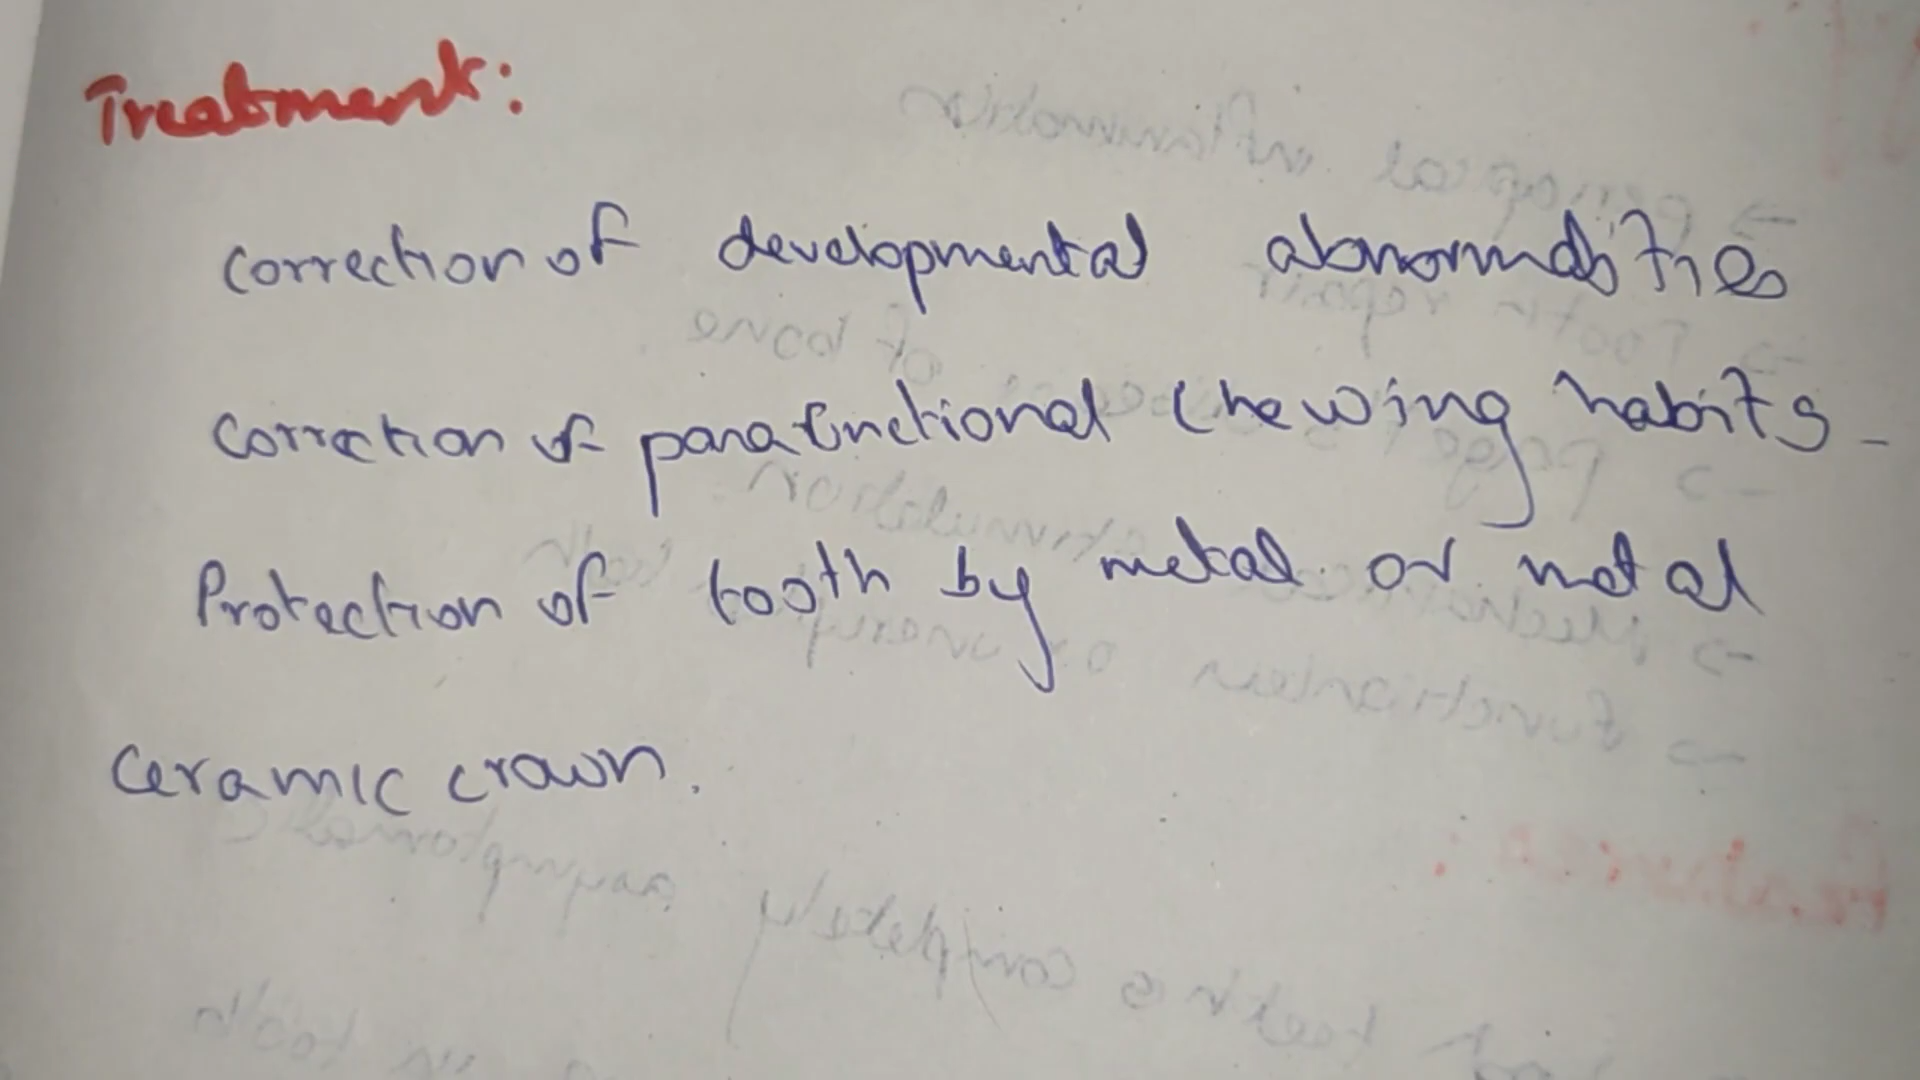 Treatment:
correction of developmental abnormalities
correction of parafunctional chewing habits-
Protection of tooth by metal or metal
ceramic crown.